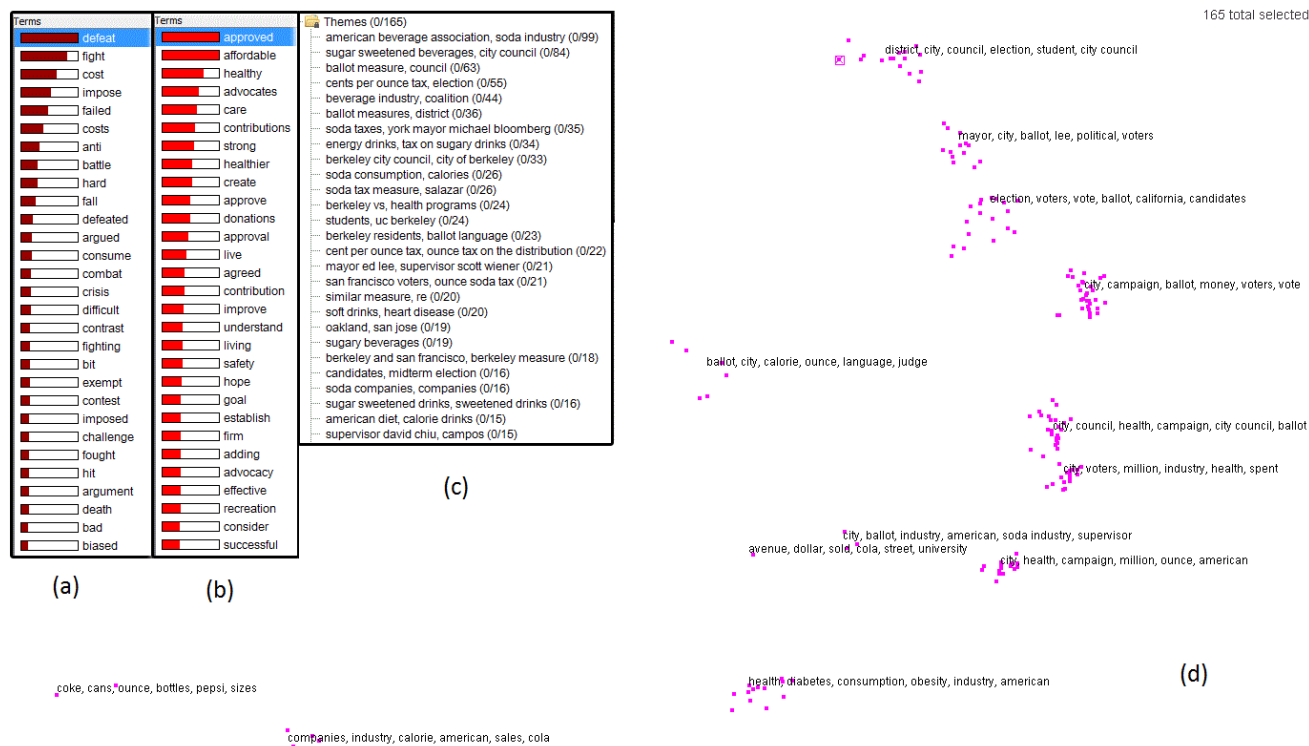 Terms
defeat
fight
cost
impose
failed
costs
anti
battle
hard
fall
defeated
argued
consume
combat
crisis
difficult
contrast
fighting
bit
exempt
contest
imposed
challenge
fought
hit
argument
death
bad
biased
(a)
Terms
approved
affordable
healthy
advocates
care
contributions
strong
healthier
create
approve
donations
approval
live
agreed
contribution
improve
understand
living
safety
hope
goal
establish
firm
adding
advocacy
effective
recreation
consider
successful
(b)
Themes (0/165)
american beverage association, soda industry (0/99)
sugar sweetened beverages, city council (0/84)
ballot measure, council (0/63)
cents per ounce tax, election (0/55)
beverage industry, coalition (0/44)
ballot measures, district (0/36)
soda taxes, york mayor michael bloomberg (0/35)
energy drinks, tax on sugary drinks (0/34)
berkeley city council, city of berkeley (0/33)
soda consumption, calories (0/26)
soda tax measure, salazar (0/26)
berkeley vs, health programs (0/24)
students, uc berkeley (0/24)
berkeley residents, ballot language (0/23)
cent per ounce tax, ounce tax on the distribution (0/22)
mayor ed lee, supervisor scott wiener (0/21)
san francisco voters, ounce soda tax (0/21)
similar measure, re (0/20)
soft drinks, heart disease (0/20)
oakland, san jose (0/19)
sugary beverages (0/19)
berkeley and san francisco, berkeley measure (0/18)
candidates, midterm election (0/16)
soda companies, companies (0/16)
sugar sweetened drinks, sweetened drinks (0/16)
american diet, calorie drinks (0/15)
supervisor david chiu, campos (0/15)
(c)
165 total selected
district, city, council, election, student, city council
mayor, city, ballot, lee, political, voters
election, voters, vote, ballot, california, candidates
city, campaign, ballot, money, voters, vote
ballot, city, calorie, ounce, language, judge
city, council, health, campaign, city council, ballot
city, voters, million, industry, health, spent
city, ballot, industry, american, soda industry, supervisor
avenue, dollar, sold, cola, street, university
city, health, campaign, million, ounce, american
health, diabetes, consumption, obesity, industry, american
(d)
coke, cans, ounce, bottles, pepsi, sizes
companies, industry, calorie, american, sales, cola